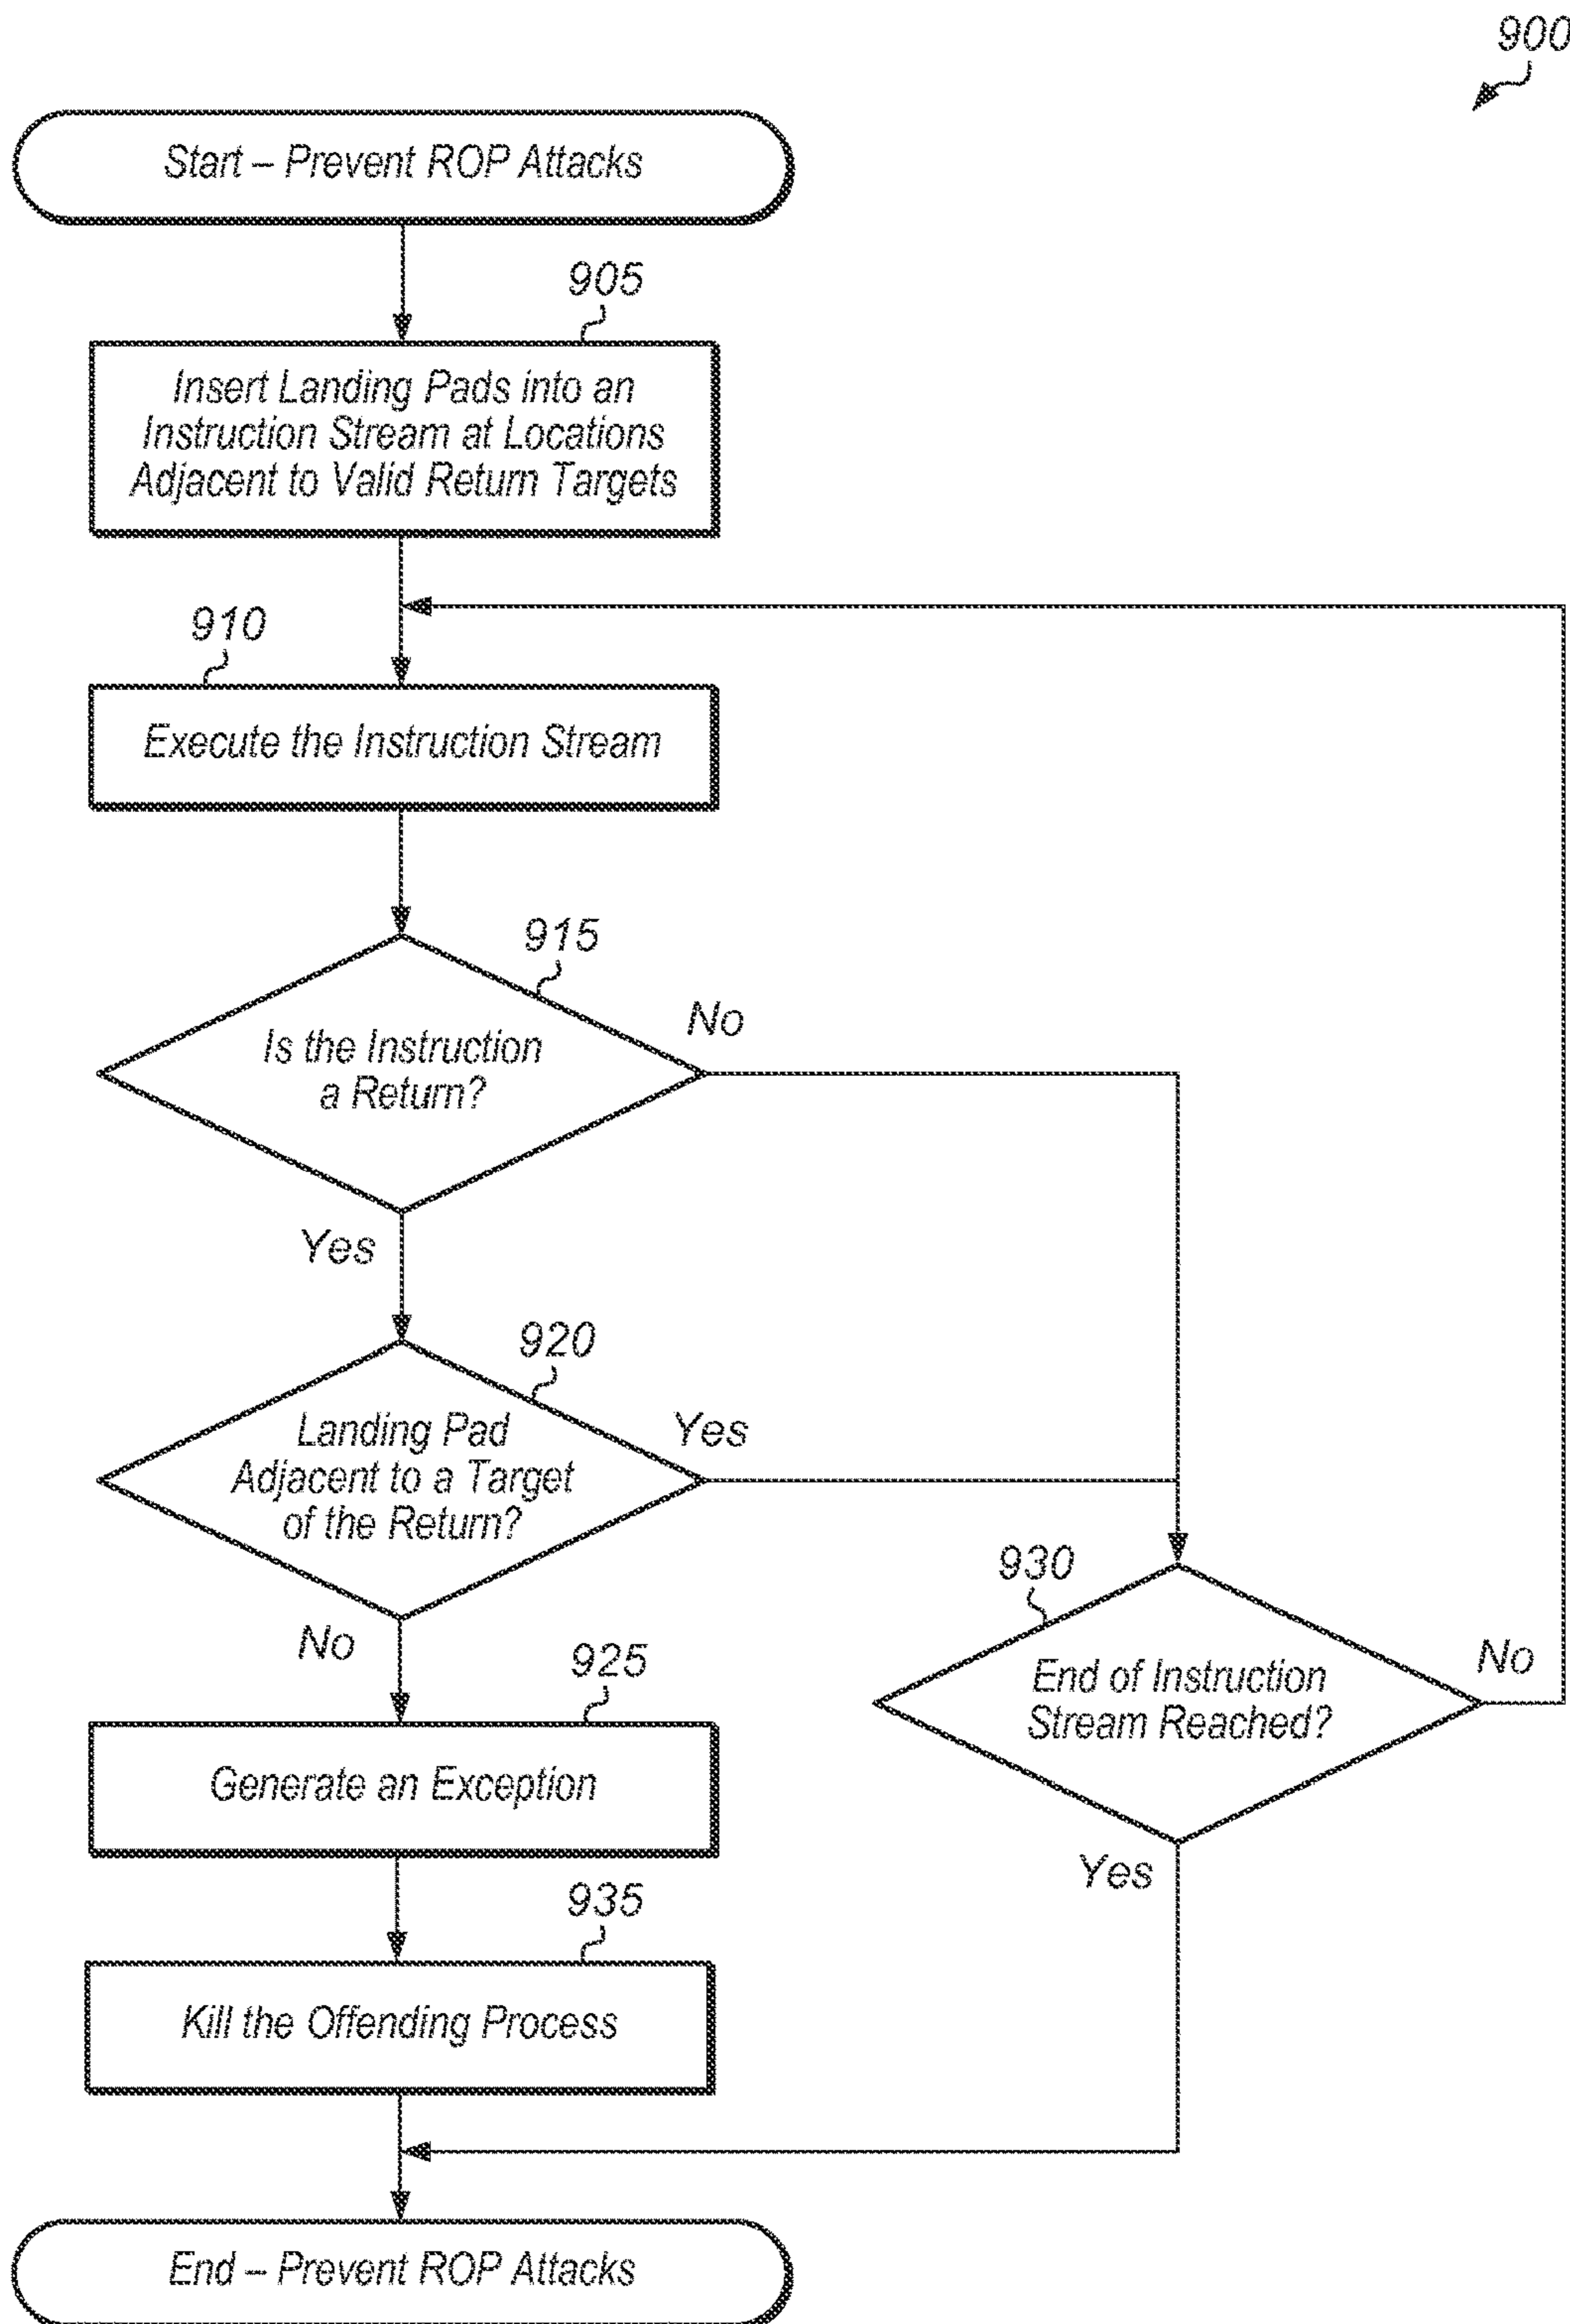 900
Start – Prevent ROP Attacks
905
Insert Landing Pads into an
Instruction Stream at Locations
Adjacent to Valid Return Targets
910
Execute the Instruction Stream
915
No
Is the Instruction
a Return?
Yes
920
Landing Pad
Adjacent to a Target
of the Return?
Yes
No
930
End of Instruction
Stream Reached?
No
Yes
925
Generate an Exception
935
Kill the Offending Process
End – Prevent ROP Attacks